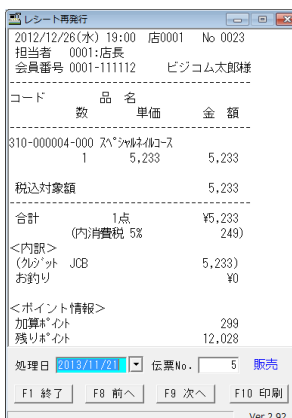 レシート再発行
2012/12/26(水) 19:00 店0001 No 0023
担当者 0001:店長
会員番号 0001-111112 ビジコム太郎様
コード 品 名
数 単価 金 額
310-000004-000 ｽﾍﾟｼｬﾙﾈｲﾙｺｰｽ
1 5,233 5,233
税込対象額 5,233
合計 1点 ¥5,233
(内消費税 5% 249)
<内訳>
(ｸﾚｼﾞｯﾄ JCB 5,233)
お釣り ¥0
<ポイント情報>
加算ﾎﾟｲﾝﾄ 299
残りﾎﾟｲﾝﾄ 12,028
処理日 2013/11/21 伝票No. 5 販売
F1 終了 F8 前へ F9 次へ F10 印刷
Ver 2.92